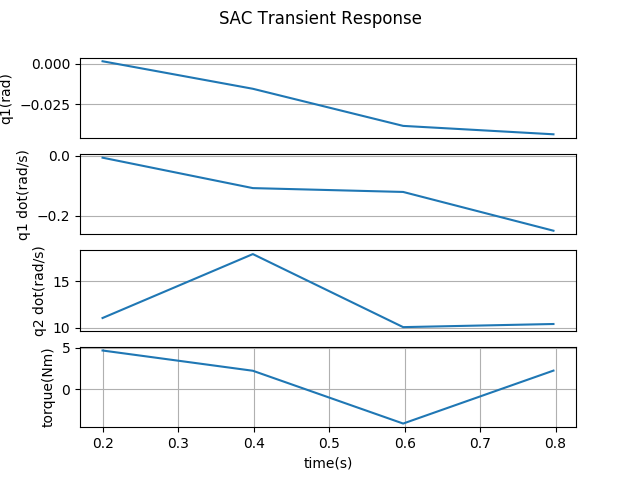 SAC Transient Response
0.000
−0.025
q1(rad)
0.0
−0.2
q1 dot(rad/s)
15
10
q2 dot(rad/s)
5
0
torque(Nm)
0.2 0.3 0.4 0.5 0.6 0.7 0.8
time(s)